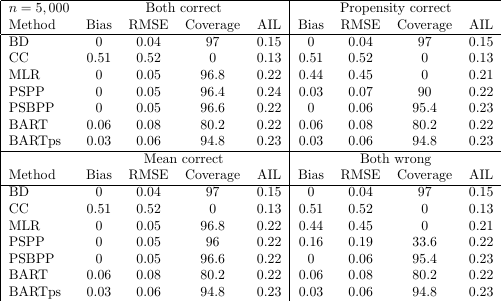 n = 5,000 Both correct Propensity correct
Method Bias RMSE Coverage AIL Bias RMSE Coverage AIL
BD 0 0.04 97 0.15 0 0.04 97 0.15
CC 0.51 0.52 0 0.13 0.51 0.52 0 0.13
MLR 0 0.05 96.8 0.22 0.44 0.45 0 0.21
PSPP 0 0.05 96.4 0.24 0.03 0.07 90 0.22
PSBPP 0 0.05 96.6 0.22 0 0.06 95.4 0.23
BART 0.06 0.08 80.2 0.22 0.06 0.08 80.2 0.22
BARTps 0.03 0.06 94.8 0.23 0.03 0.06 94.8 0.23
Mean correct Both wrong
Method Bias RMSE Coverage AIL Bias RMSE Coverage AIL
BD 0 0.04 97 0.15 0 0.04 97 0.15
CC 0.51 0.52 0 0.13 0.51 0.52 0 0.13
MLR 0 0.05 96.8 0.22 0.44 0.45 0 0.21
PSPP 0 0.05 96 0.22 0.16 0.19 33.6 0.22
PSBPP 0 0.05 96.6 0.22 0 0.06 95.4 0.23
BART 0.06 0.08 80.2 0.22 0.06 0.08 80.2 0.22
BARTps 0.03 0.06 94.8 0.23 0.03 0.06 94.8 0.23